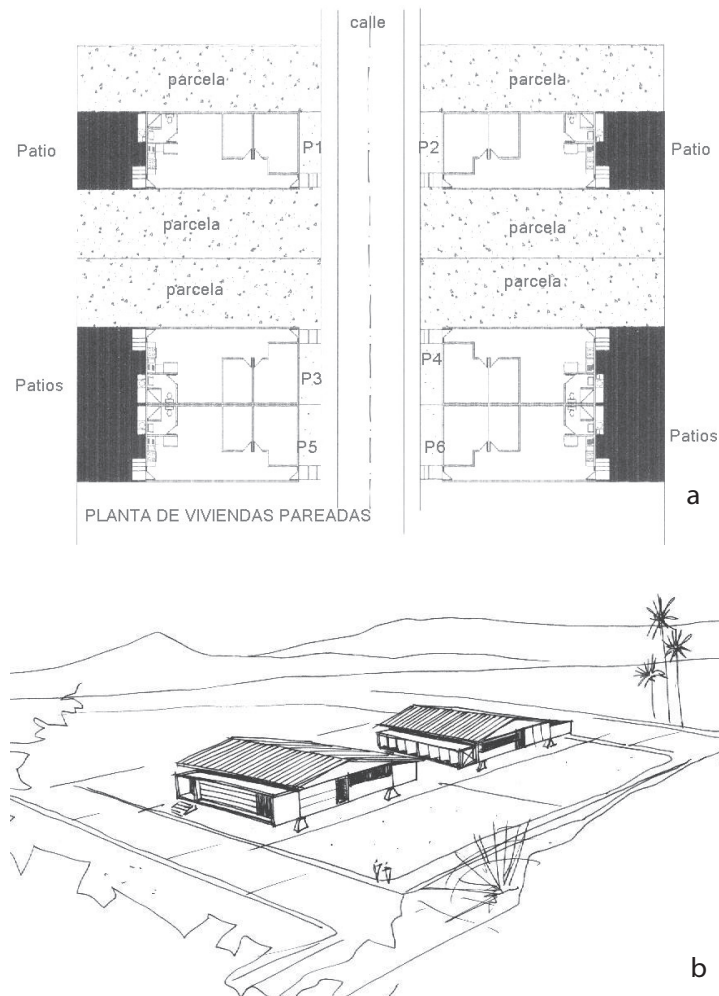 calle
parcela
parcela
Patio
P1
P2
Patio
parcela
parcela
parcela
parcela
Patios
P3
P4
P5
P6
Patios
PLANTA DE VIVIENDAS PAREADAS
a
b